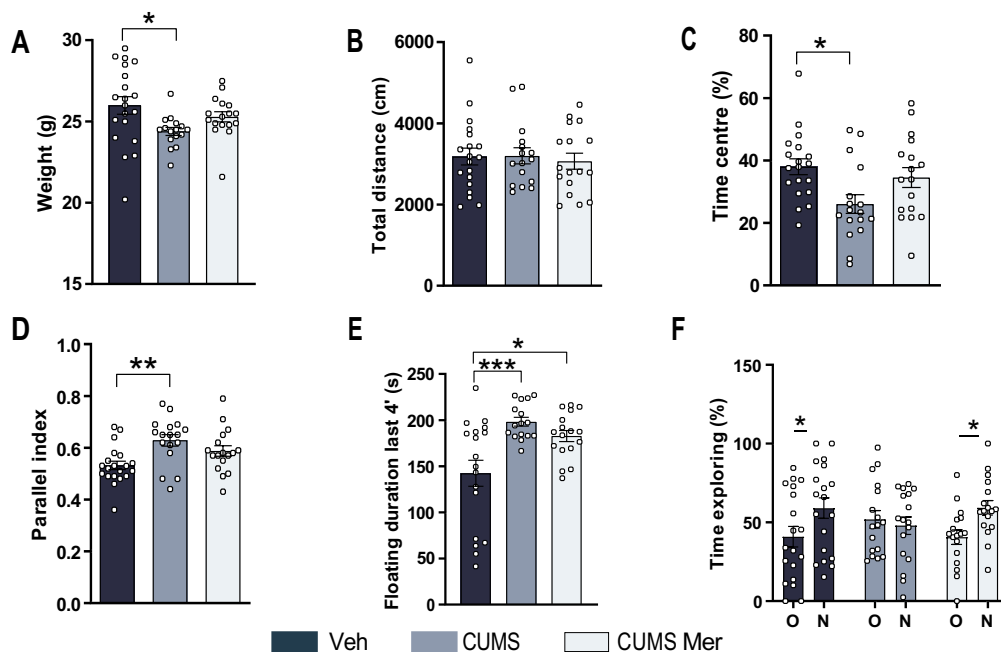 A
Weight (g)
30
25
20
15
*
B
Total distance (cm)
6000
4000
2000
0
C
Time centre (%)
80
60
40
20
0
*
D
Parallel index
1.0
0.8
0.6
0.4
0.2
0.0
**
E
Floating duration last 4' (s)
250
200
150
100
50
0
*
***
F
Time exploring (%)
150
100
50
0
*
*
O N O N O N
Veh CUMS CUMS Mer